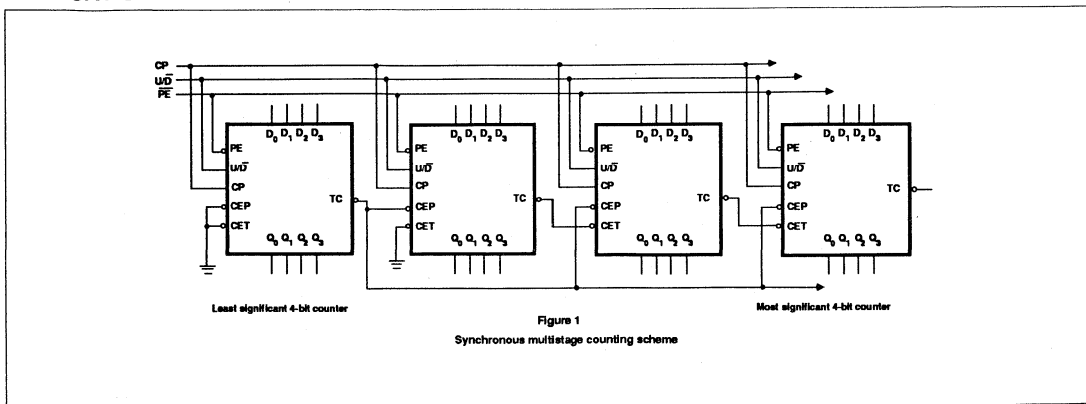 CP
U/D̅
P̅E̅
D0 D1 D2 D3
PE
U/D̅
CP
CEP
CET
TC
Q0 Q1 Q2 Q3
D0 D1 D2 D3
PE
U/D̅
CP
CEP
CET
TC
Q0 Q1 Q2 Q3
D0 D1 D2 D3
PE
U/D̅
CP
CEP
CET
TC
Q0 Q1 Q2 Q3
D0 D1 D2 D3
PE
U/D̅
CP
CEP
CET
TC
Q0 Q1 Q2 Q3
Least significant 4-bit counter
Most significant 4-bit counter
Figure 1
Synchronous multistage counting scheme